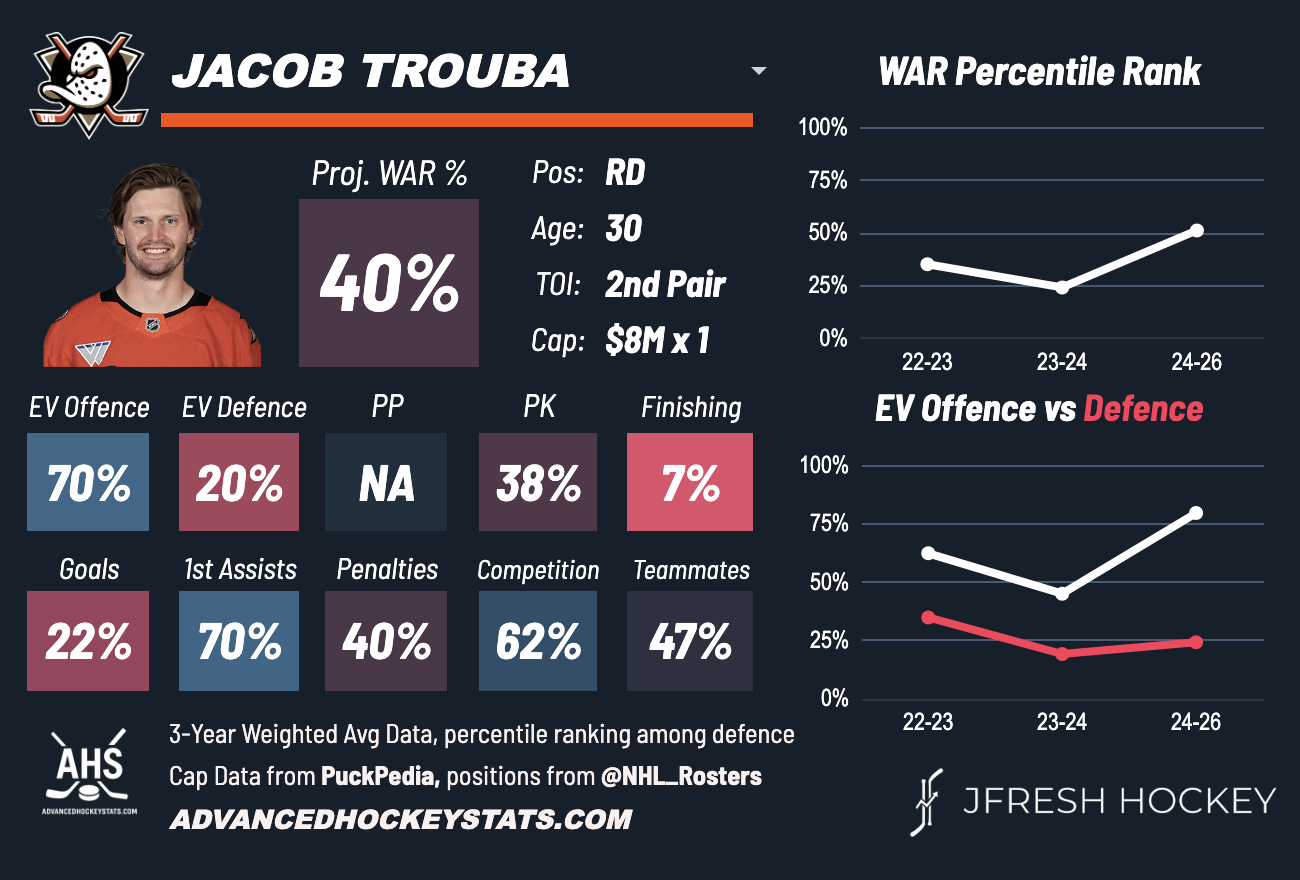 JACOB TROUBA
Proj. WAR %
40%
Pos: RD
Age: 30
TOI: 2nd Pair
Cap: $8M x 1
EV Offence EV Defence PP PK Finishing
70% 20% NA 38% 7%
Goals 1st Assists Penalties Competition Teammates
22% 70% 40% 62% 47%
WAR Percentile Rank
100%
75%
50%
25%
0%
22-23 23-24 24-26
EV Offence vs Defence
100%
75%
50%
25%
0%
22-23 23-24 24-26
AHS
ADVANCEDHOCKEYSTATS.COM
3-Year Weighted Avg Data, percentile ranking among defence
Cap Data from PuckPedia, positions from @NHL_Rosters
ADVANCEDHOCKEYSTATS.COM
JFRESH HOCKEY